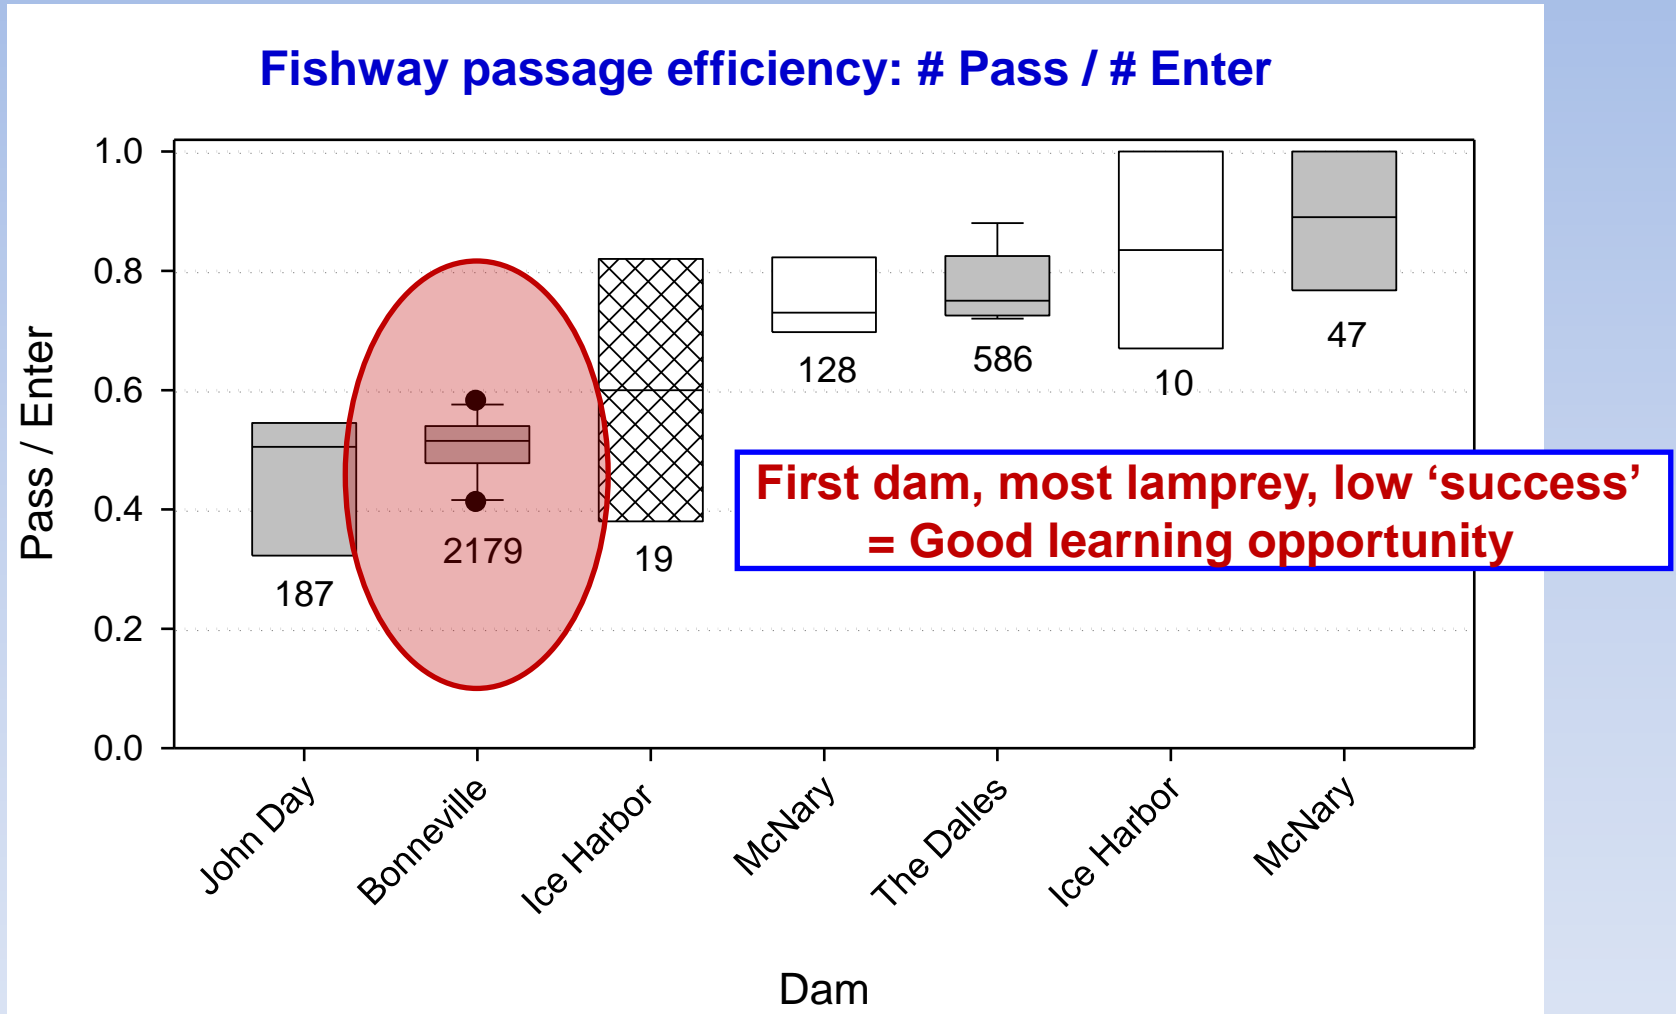 Fishway passage efficiency: # Pass / # Enter
1.0
0.8
0.6
0.4
0.2
0.0
Pass / Enter
187
2179
19
128
586
10
47
First dam, most lamprey, low ‘success’
= Good learning opportunity
John Day
Bonneville
Ice Harbor
McNary
The Dalles
Ice Harbor
McNary
Dam